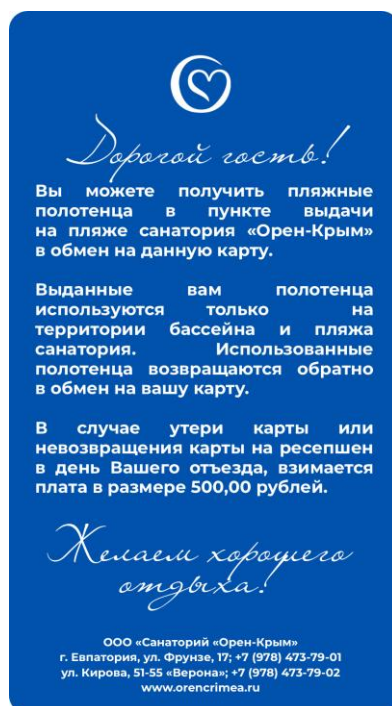 Дорогой гость!
Вы можете получить пляжные
полотенца в пункте выдачи
на пляже санатория «Орен-Крым»
в обмен на данную карту.
Выданные вам полотенца
используются только на
территории бассейна и пляжа
санатория. Использованные
полотенца возвращаются обратно
в обмен на вашу карту.
В случае утери карты или
невозвращения карты на ресепшен
в день Вашего отъезда, взимается
плата в размере 500,00 рублей.
Желаем хорошего
отдыха!
ООО «Санаторий «Орен-Крым»
г. Евпатория, ул. Фрунзе, 17; +7 (978) 473-79-01
ул. Кирова, 51-55 «Верона»; +7 (978) 473-79-02
www.orencrimea.ru